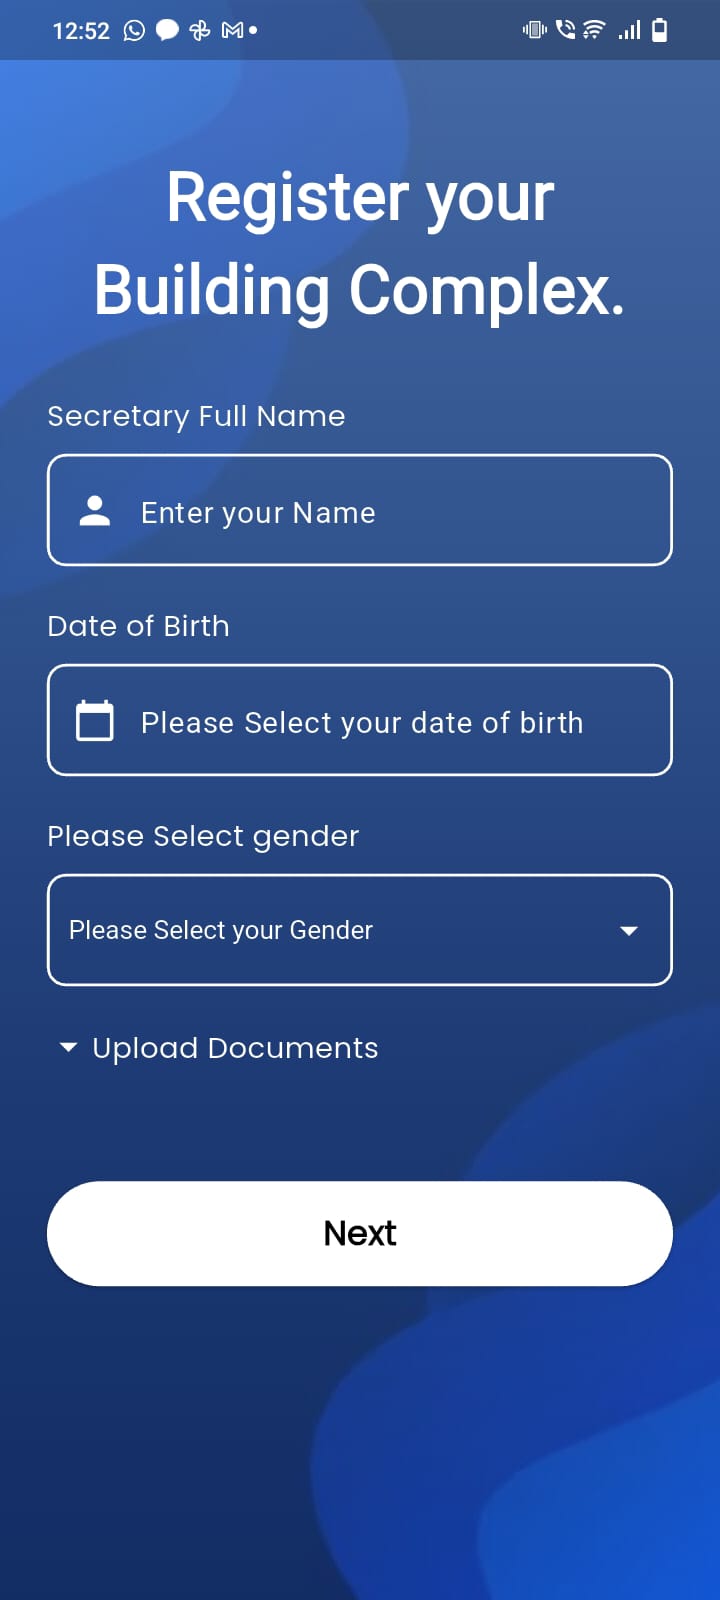 12:52
Register your
Building Complex.
Secretary Full Name
Enter your Name
Date of Birth
Please Select your date of birth
Please Select gender
Please Select your Gender
Upload Documents
Next